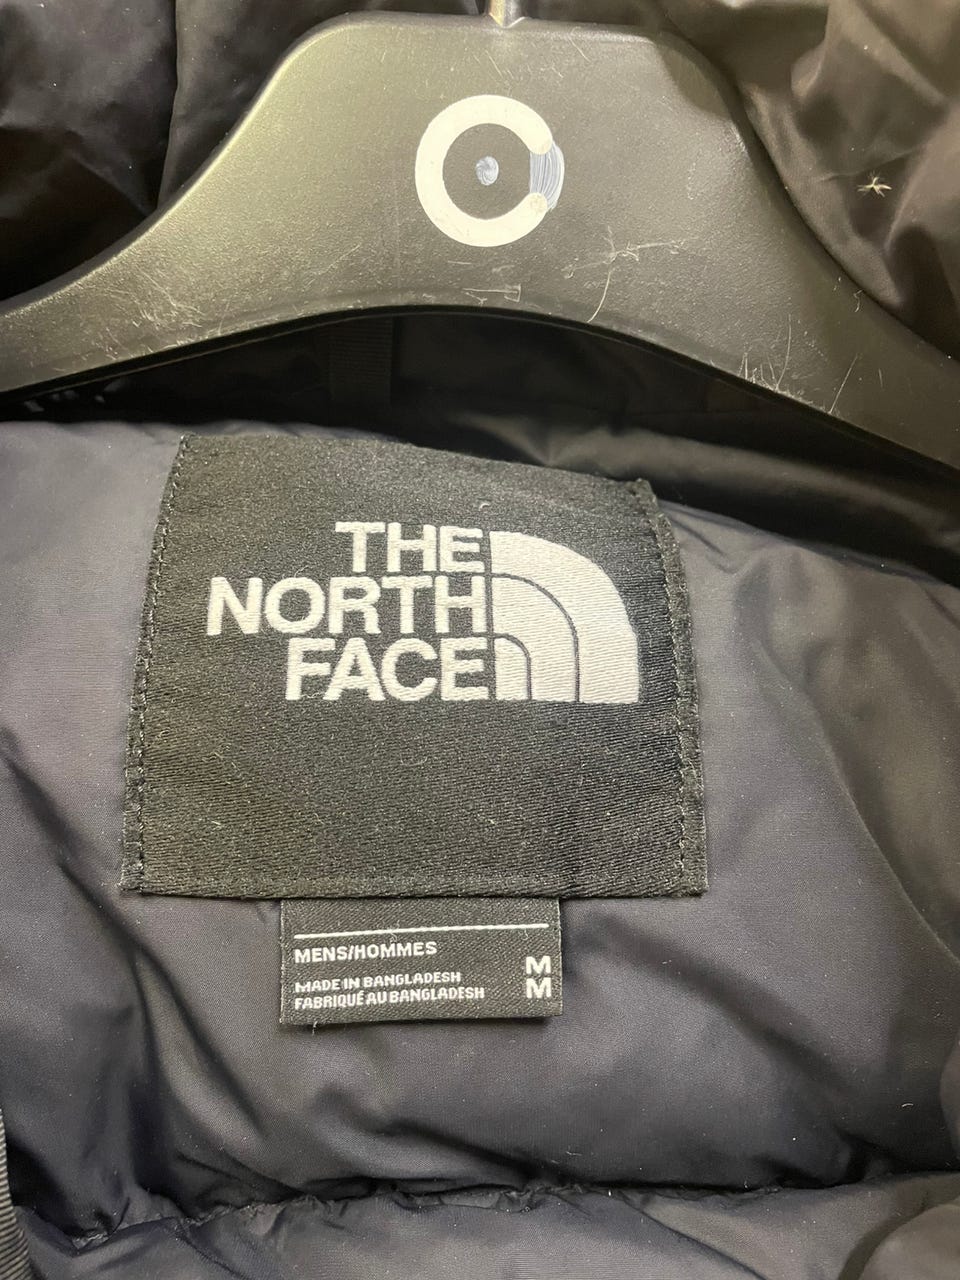 THE
NORTH
FACE
MENS/HOMMES
MADE IN BANGLADESH
FABRIQUÉ AU BANGLADESH
M
M